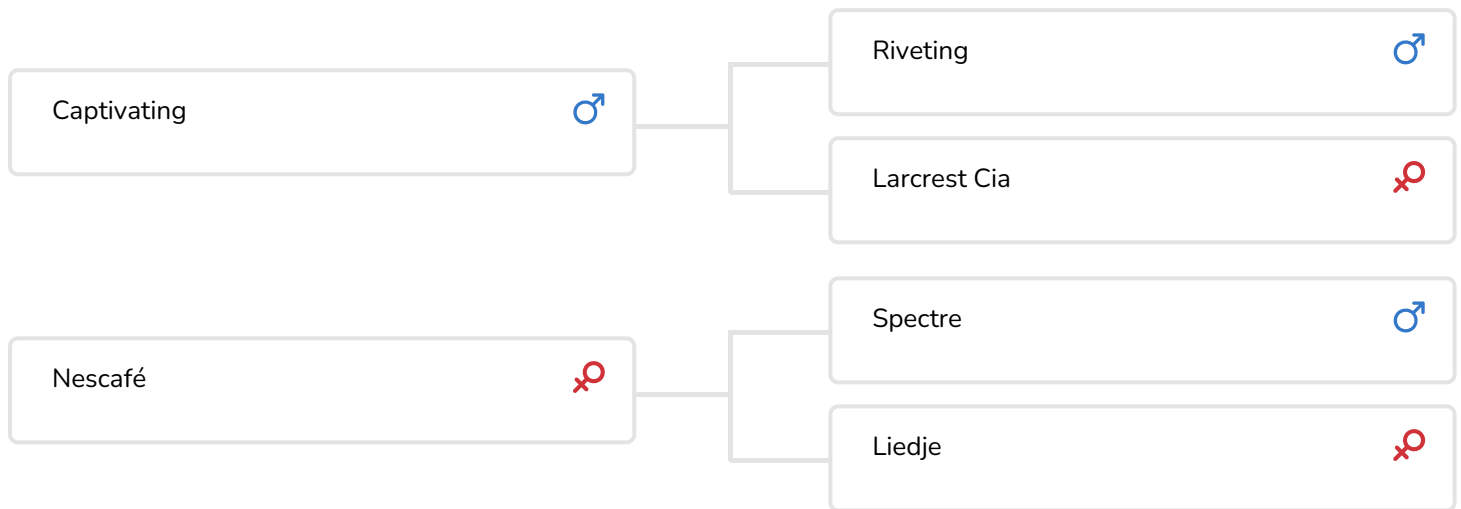 Captivating
Riveting
Larcrest Cia
Nescafé
Spectre
Liedje